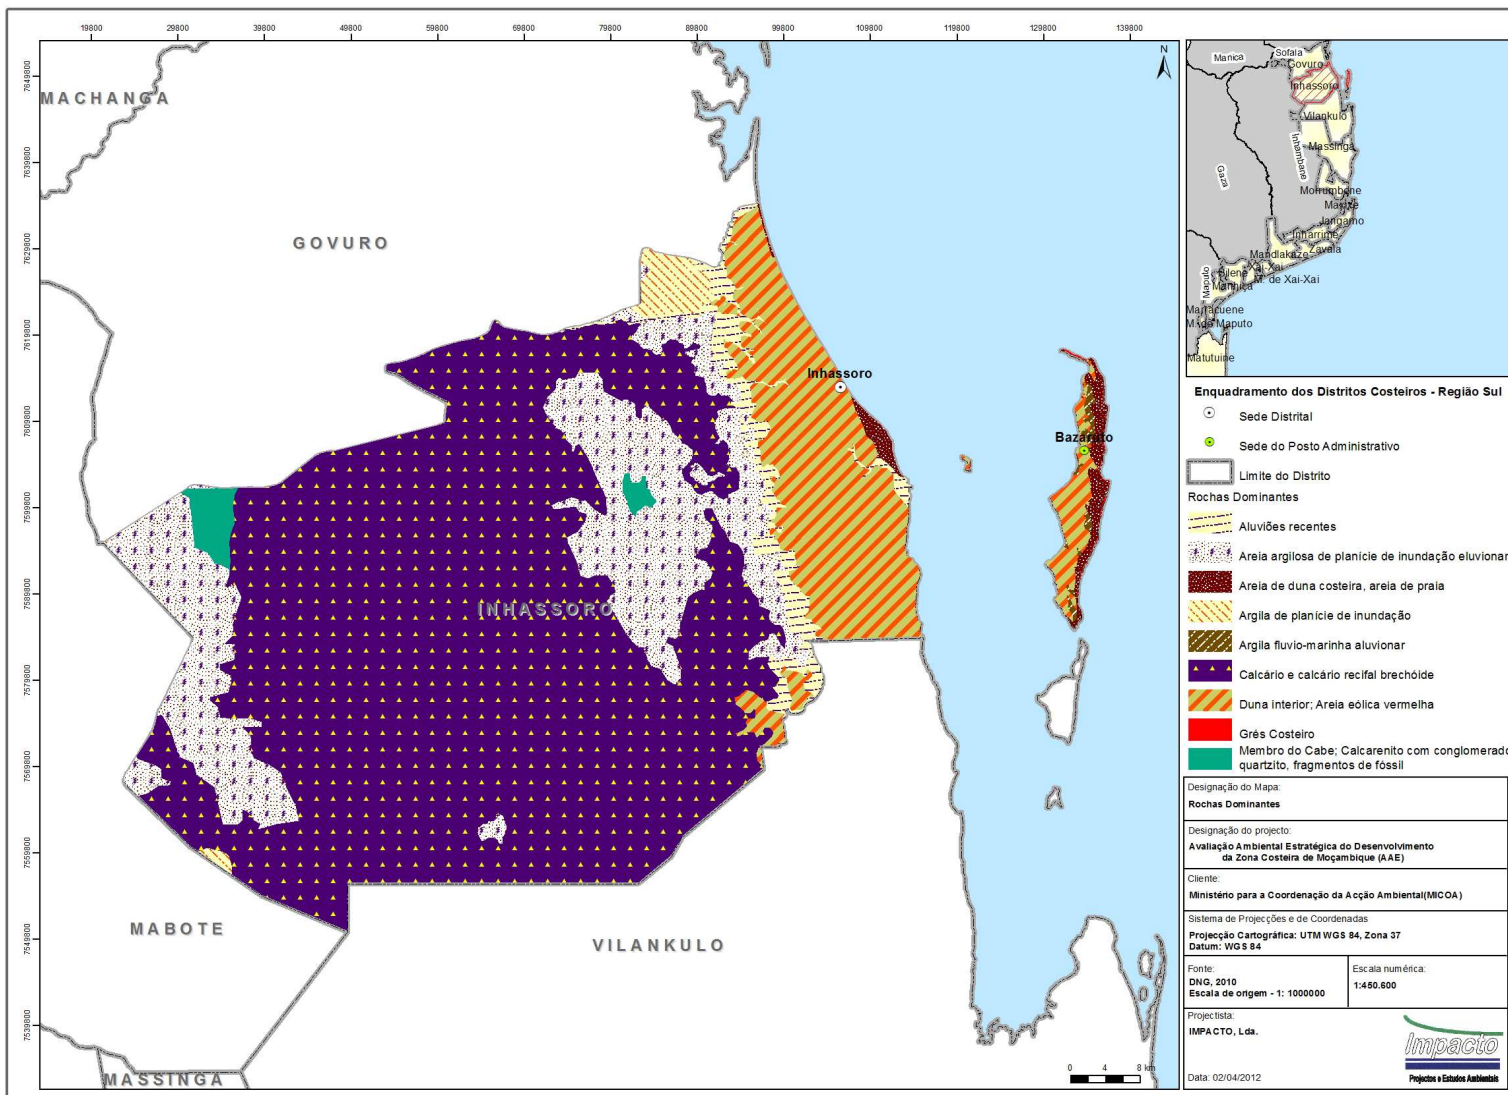 19800 29800 39800 49800 59800 69800 79800 89800 99800 109800 119800 129800 139800
7649800
7639800
7629800
7619800
7609800
7599800
7589800
7579800
7569800
7559800
7549800
7539800
N
MACHANGA
GOVURO
Inhassoro
Bazaruto
INHASSORO
MABOTE
VILANKULO
MASSINGA
0 4 8 km
Manica
Sofala
Govuro
Inhassoro
Vilankulo
Inhambane
Massinga
Gaza
Morrumbene
Maxixe
Jangamo
Inharrime
Zavala
Mandlakaze
Xai-Xai
Bilene
M. de Xai-Xai
Manhiça
Maputo
Marracuene
M. de Maputo
Matutuine
Enquadramento dos Distritos Costeiros - Região Sul
Sede Distrital
Sede do Posto Administrativo
Limite do Distrito
Rochas Dominantes
Aluviões recentes
Areia argilosa de planície de inundação eluvionar
Areia de duna costeira, areia de praia
Argila de planície de inundação
Argila fluvio-marinha aluvionar
Calcário e calcário recifal brechóide
Duna interior; Areia eólica vermelha
Grés Costeiro
Membro do Cabe; Calcarenito com conglomerado
quartzito, fragmentos de fóssil
Designação do Mapa:
Rochas Dominantes
Designação do projecto:
Avaliação Ambiental Estratégica do Desenvolvimento
da Zona Costeira de Moçambique (AAE)
Cliente:
Ministério para a Coordenação da Acção Ambiental(MICOA)
Sistema de Projecções e de Coordenadas
Projecção Cartográfica: UTM WGS 84, Zona 37
Datum: WGS 84
Fonte:
DNG, 2010
Escala de origem - 1: 1000000
Escala numérica:
1:450.600
Projectista:
IMPACTO, Lda.
Data: 02/04/2012
Impacto
Projectos e Estudos Ambientais